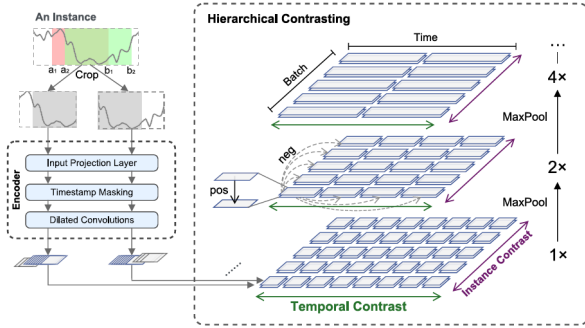 An Instance
a₁ a₂ b₁ b₂
Crop
Encoder
Input Projection Layer
Timestamp Masking
Dilated Convolutions
Hierarchical Contrasting
Time
Batch
...
4×
MaxPool
neg
pos
2×
MaxPool
1×
Instance Contrast
......
Temporal Contrast